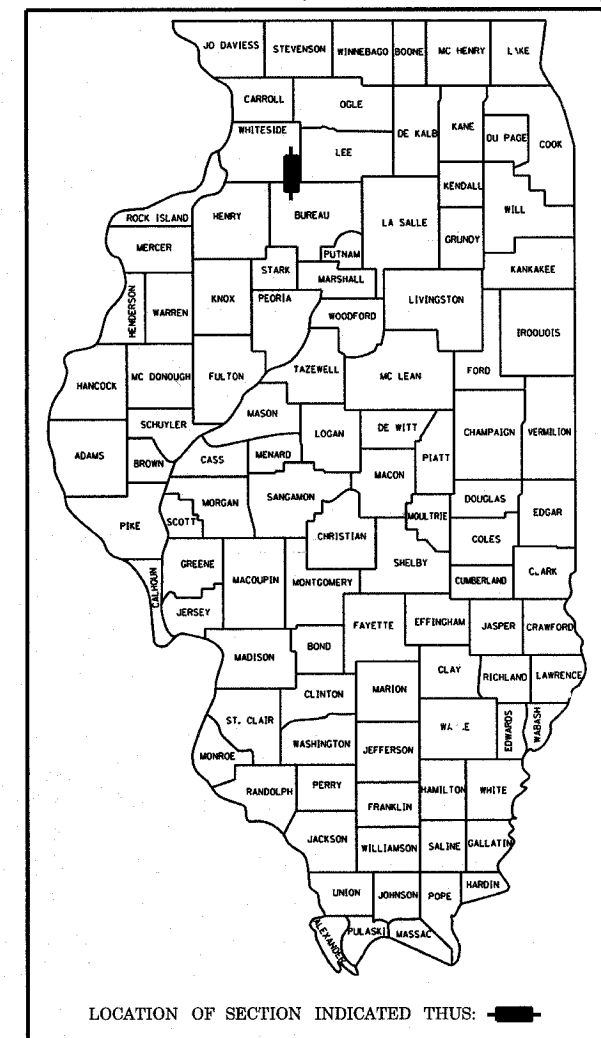 JO DAVIESS STEVENSON WINNEBAGO BOONE MC HENRY L KE
CARROLL OGLE
WHITESIDE DE KALB KANE DU PAGE COOK
LEE
KENDALL WILL
ROCK ISLAND HENRY BUREAU LA SALLE
MERCER PUTNAM GRUNDY
STARK MARSHALL KANKAKEE
HENDERSON WARREN KNOX PEORIA LIVINGSTON
WOODFORD IROQUOIS
HANCOCK MC DONOUGH FULTON TAZEWELL MC LEAN FORD
MASON
SCHUYLER LOGAN DE WITT CHAMPAIGN VERMILION
ADAMS BROWN CASS MENARD PIATT
MACON
MORGAN SANGAMON DOUGLAS
PIKE SCOTT MOULTRIE EDGAR
CHRISTIAN COLES
GREENE SHELBY
CALHOUN MACOUPIN MONTGOMERY CUMBERLAND CLARK
JERSEY
FAYETTE EFFINGHAM JASPER CRAWFORD
MADISON BOND
CLAY RICHLAND LAWRENCE
CLINTON MARION
ST. CLAIR WA E EDWARDS WABASH
WASHINGTON JEFFERSON
MONROE
RANDOLPH PERRY HAMILTON WHITE
FRANKLIN
JACKSON WILLIAMSON SALINE GALLATIN
UNION JOHNSON POPE HARDIN
ALEXANDER PULASKI MASSAC
LOCATION OF SECTION INDICATED THUS: